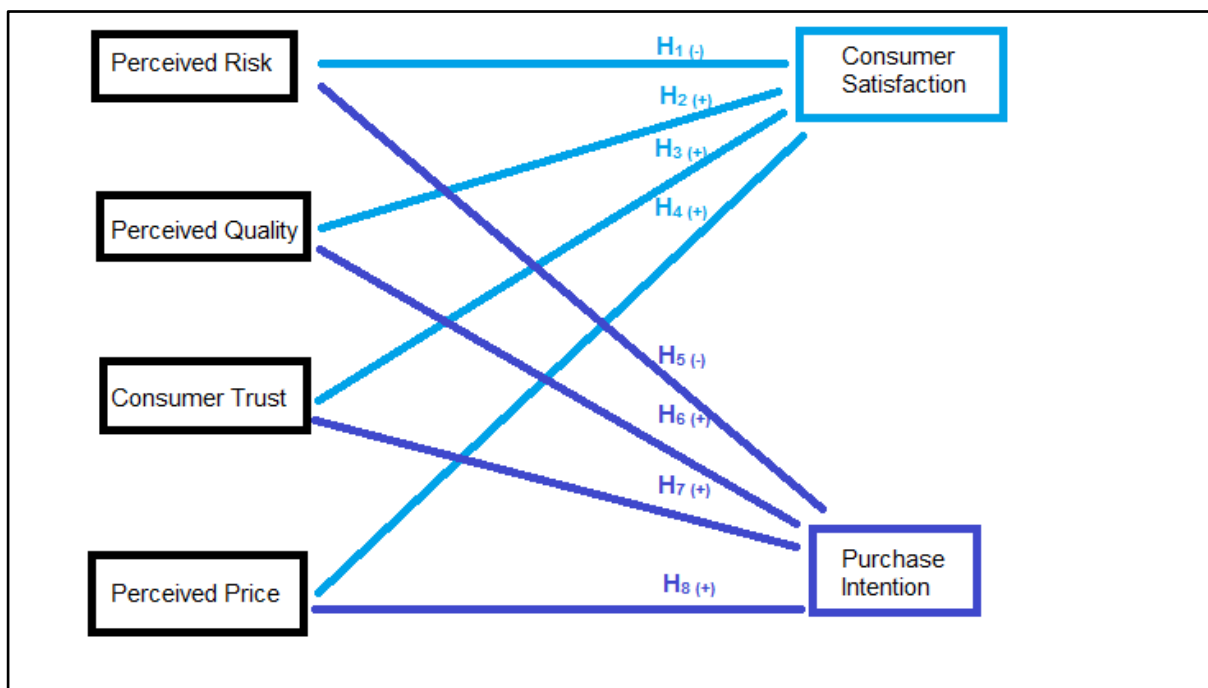 Perceived Risk
H1 (-)
Consumer
Satisfaction
H2 (+)
H3 (+)
Perceived Quality
H4 (+)
H5 (-)
Consumer Trust
H6 (+)
H7 (+)
Perceived Price
H8 (+)
Purchase
Intention